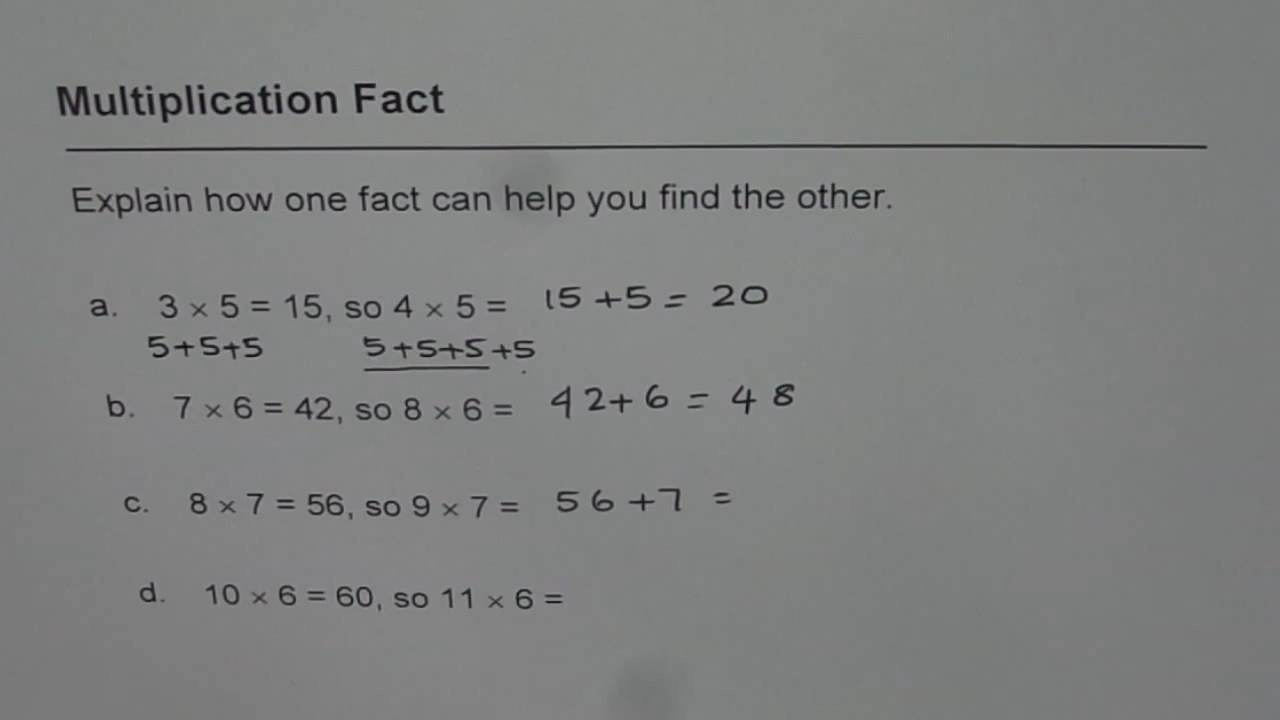 Multiplication Fact
Explain how one fact can help you find the other.
a. 3 × 5 = 15, so 4 × 5 = 15 + 5 = 20
5+5+5 5+5+5+5
b. 7 × 6 = 42, so 8 × 6 = 42+ 6 = 48
c. 8 × 7 = 56, so 9 × 7 = 56 +7 =
d. 10 × 6 = 60, so 11 × 6 =